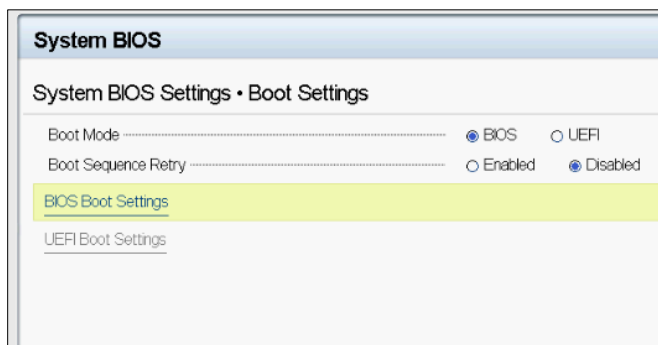 System BIOS
System BIOS Settings • Boot Settings
Boot Mode BIOS UEFI
Boot Sequence Retry Enabled Disabled
BIOS Boot Settings
UEFI Boot Settings